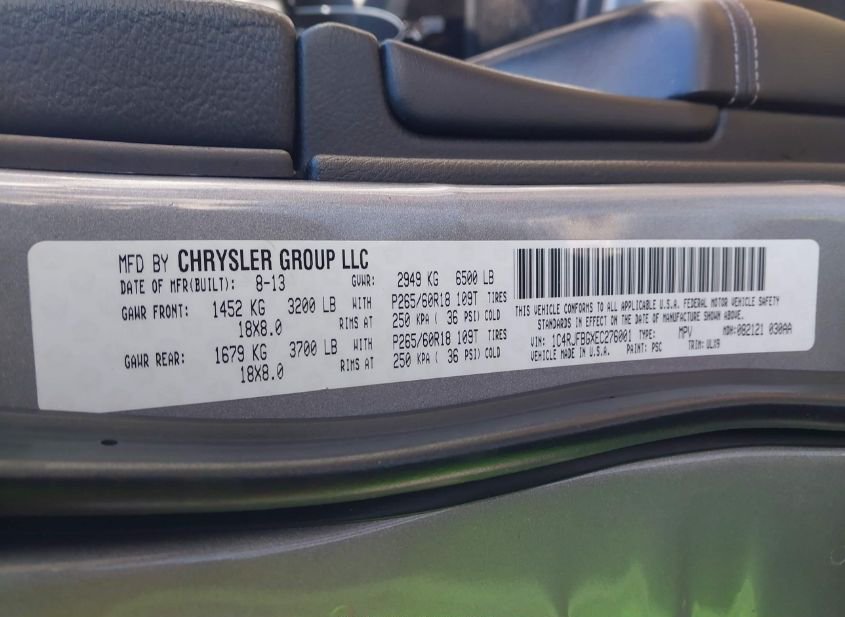 MFD BY CHRYSLER GROUP LLC
DATE OF MFR(BUILT): 8-13 GVWR: 2949 KG 6500 LB
GAWR FRONT: 1452 KG 3200 LB WITH P265/60R18 109T TIRES
18X8.0 RIMS AT 250 KPA ( 36 PSI) COLD
GAWR REAR: 1679 KG 3700 LB WITH P265/60R18 109T TIRES
18X8.0 RIMS AT 250 KPA ( 36 PSI) COLD
THIS VEHICLE CONFORMS TO ALL APPLICABLE U.S.A. FEDERAL MOTOR VEHICLE SAFETY
STANDARDS IN EFFECT ON THE DATE OF MANUFACTURE SHOWN ABOVE.
VIN: 1C4RJFBGXEC276001 TYPE: MPV MDH: 082121 030AA
VEHICLE MADE IN U.S.A. PAINT: PSC TRIM: VLX9